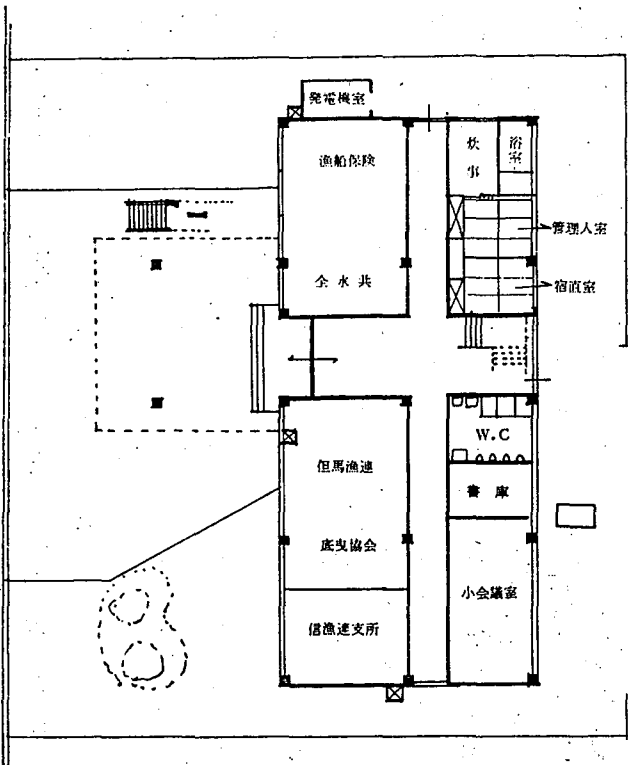 発電機室
漁船保険
炊事
浴室
管理人室
全水共
宿直室
W.C
但馬漁連
書庫
底曳協会
小会議室
信漁連支所